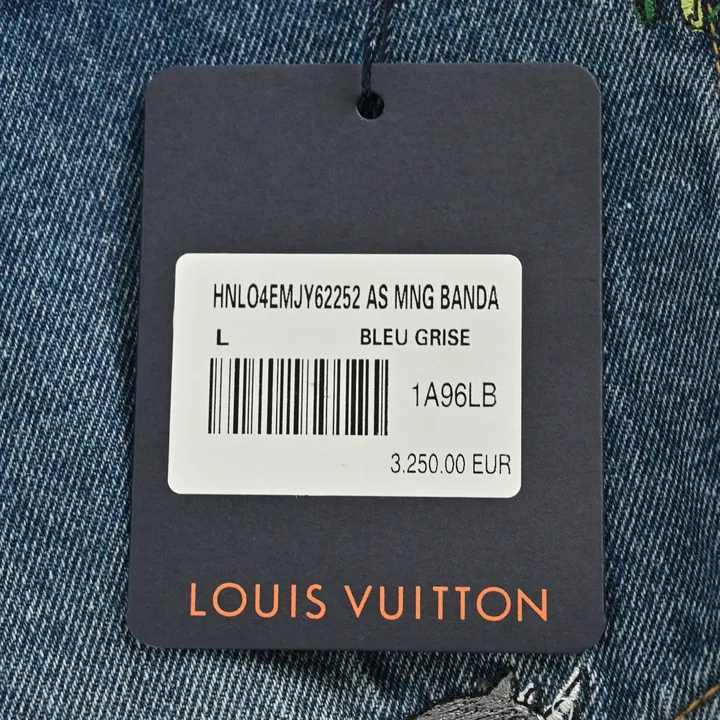 HNLO4EMJY62252 AS MNG BANDA
L BLEU GRISE
1A96LB
3.250.00 EUR
LOUIS VUITTON